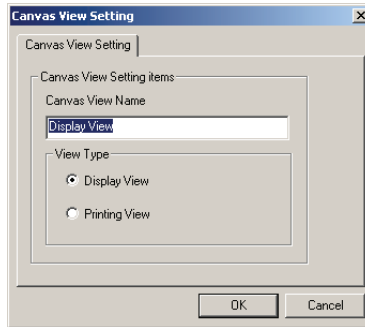 Canvas View Setting
Canvas View Setting
Canvas View Setting items
Canvas View Name
Display View
View Type
Display View
Printing View
OK Cancel